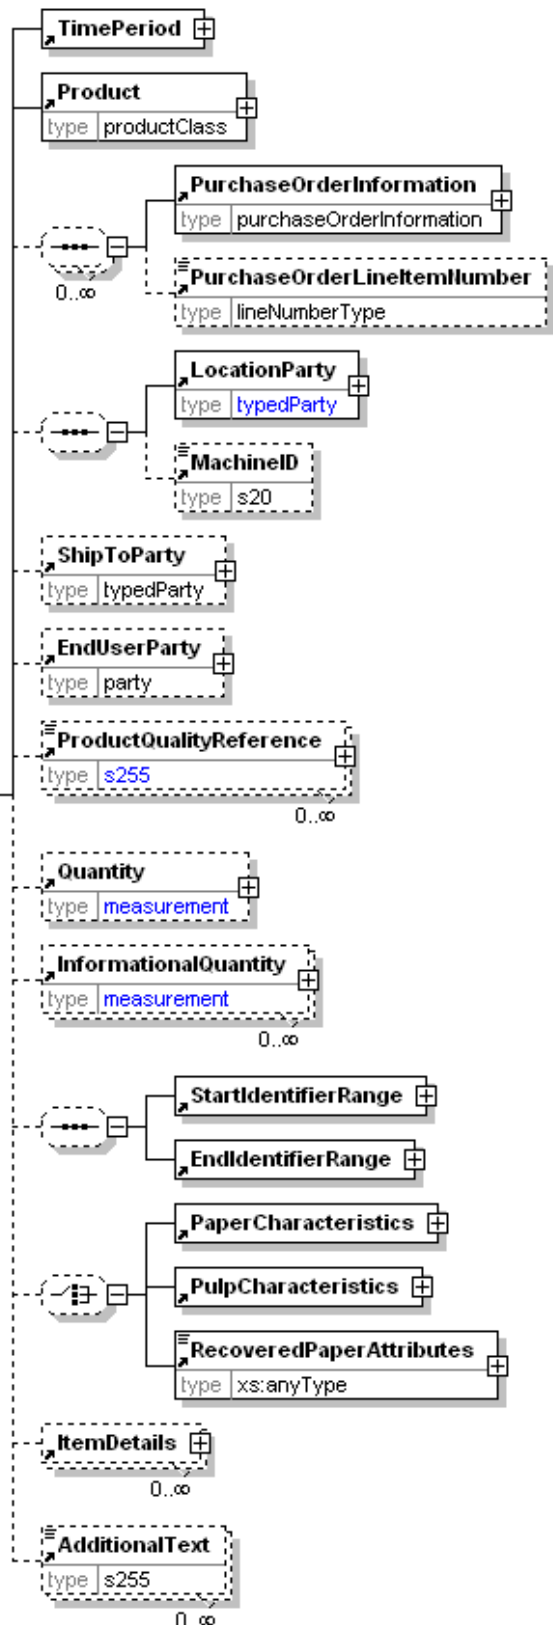 TimePeriod
Product
type productClass
PurchaseOrderInformation
type purchaseOrderInformation
0..∞
PurchaseOrderLineItemNumber
type lineNumberType
LocationParty
type typedParty
MachineID
type s20
ShipToParty
type typedParty
EndUserParty
type party
ProductQualityReference
type s255
0..∞
Quantity
type measurement
InformationalQuantity
type measurement
0..∞
StartIdentifierRange
EndIdentifierRange
PaperCharacteristics
PulpCharacteristics
RecoveredPaperAttributes
type xs:anyType
ItemDetails
0..∞
AdditionalText
type s255
0..∞